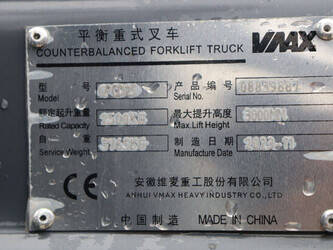 平衡重式叉车
COUNTERBALANCED FORKLIFT TRUCK VMAX
型号 产品编号
Model Serial No.
额定起升重量 最大提升高度
Rated Capacity Max.Lift Height
自重 制造日期
Service Weight Manufacture Date
安徽维麦重工股份有限公司
ANHUI VMAX HEAVY INDUSTRY CO.,LTD
中国制造 MADE IN CHINA